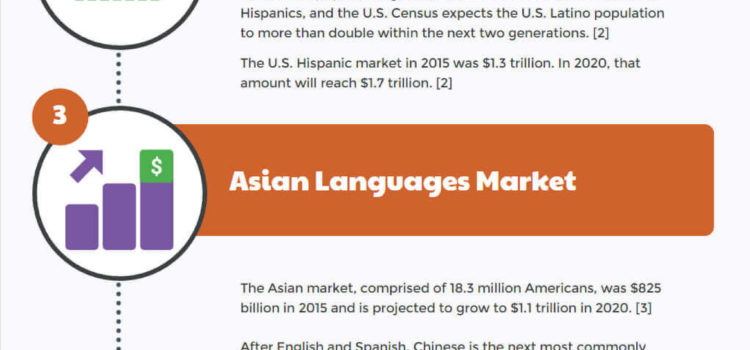 Hispanics, and the U.S. Census expects the U.S. Latino population
to more than double within the next two generations. [2]
The U.S. Hispanic market in 2015 was $1.3 trillion. In 2020, that
amount will reach $1.7 trillion. [2]
3
$
Asian Languages Market
The Asian market, comprised of 18.3 million Americans, was $825
billion in 2015 and is projected to grow to $1.1 trillion in 2020. [3]
After English and Spanish, Chinese is the next most commonly